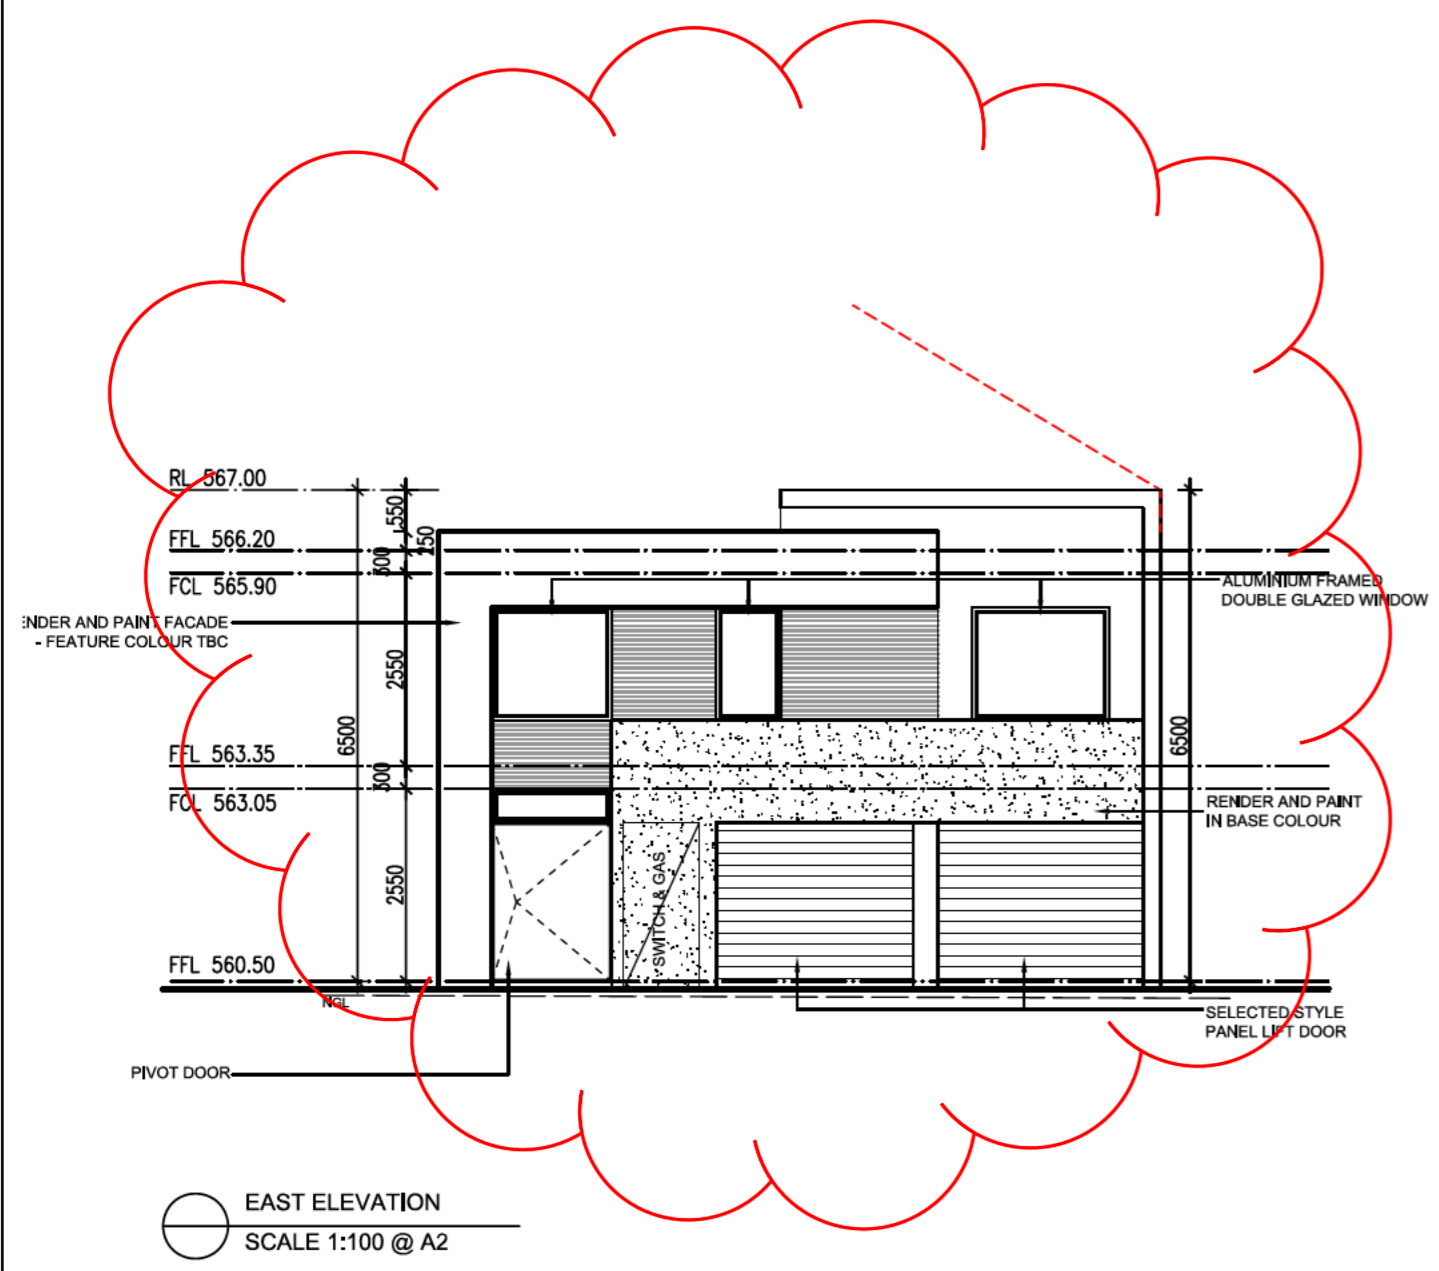 RL 567.00
550
FFL 566.20
250
300
FCL 565.90
ALUMINIUM FRAMED
DOUBLE GLAZED WINDOW
ENDER AND PAINT FACADE
- FEATURE COLOUR TBC
2550
6500
6500
FFL 563.35
300
FCL 563.05
RENDER AND PAINT
IN BASE COLOUR
SWITCH & GAS
2550
FFL 560.50
NGL
SELECTED STYLE
PANEL LIFT DOOR
PIVOT DOOR
EAST ELEVATION
SCALE 1:100 @ A2